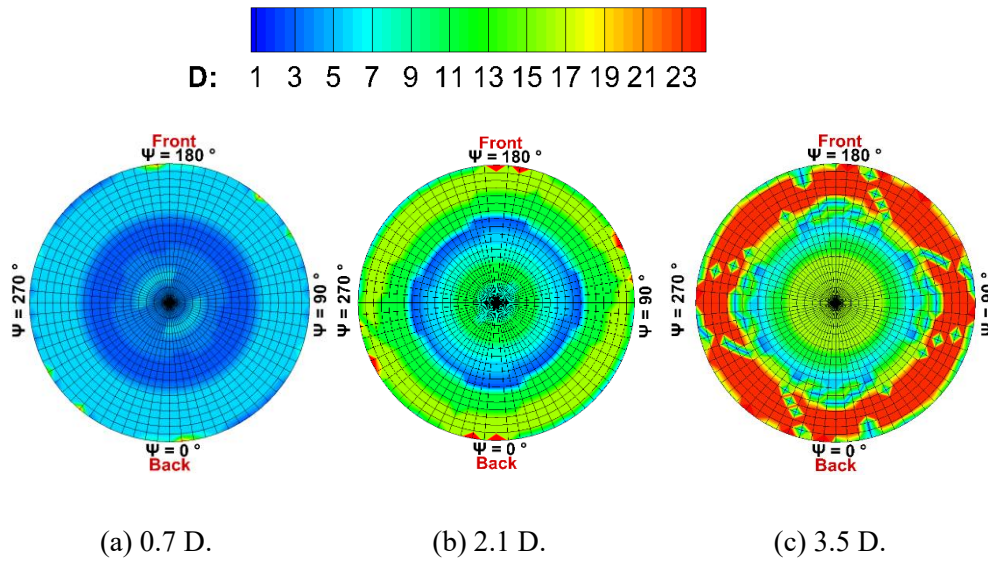 D: 1 3 5 7 9 11 13 15 17 19 21 23
Front Front Front
Ψ = 180 ° Ψ = 180 ° Ψ = 180 °
Ψ = 270 ° Ψ = 90 ° Ψ = 270 ° Ψ = 90 ° Ψ = 270 ° Ψ = 90 °
Ψ = 0 ° Ψ = 0 ° Ψ = 0 °
Back Back Back
(a) 0.7 D. (b) 2.1 D. (c) 3.5 D.